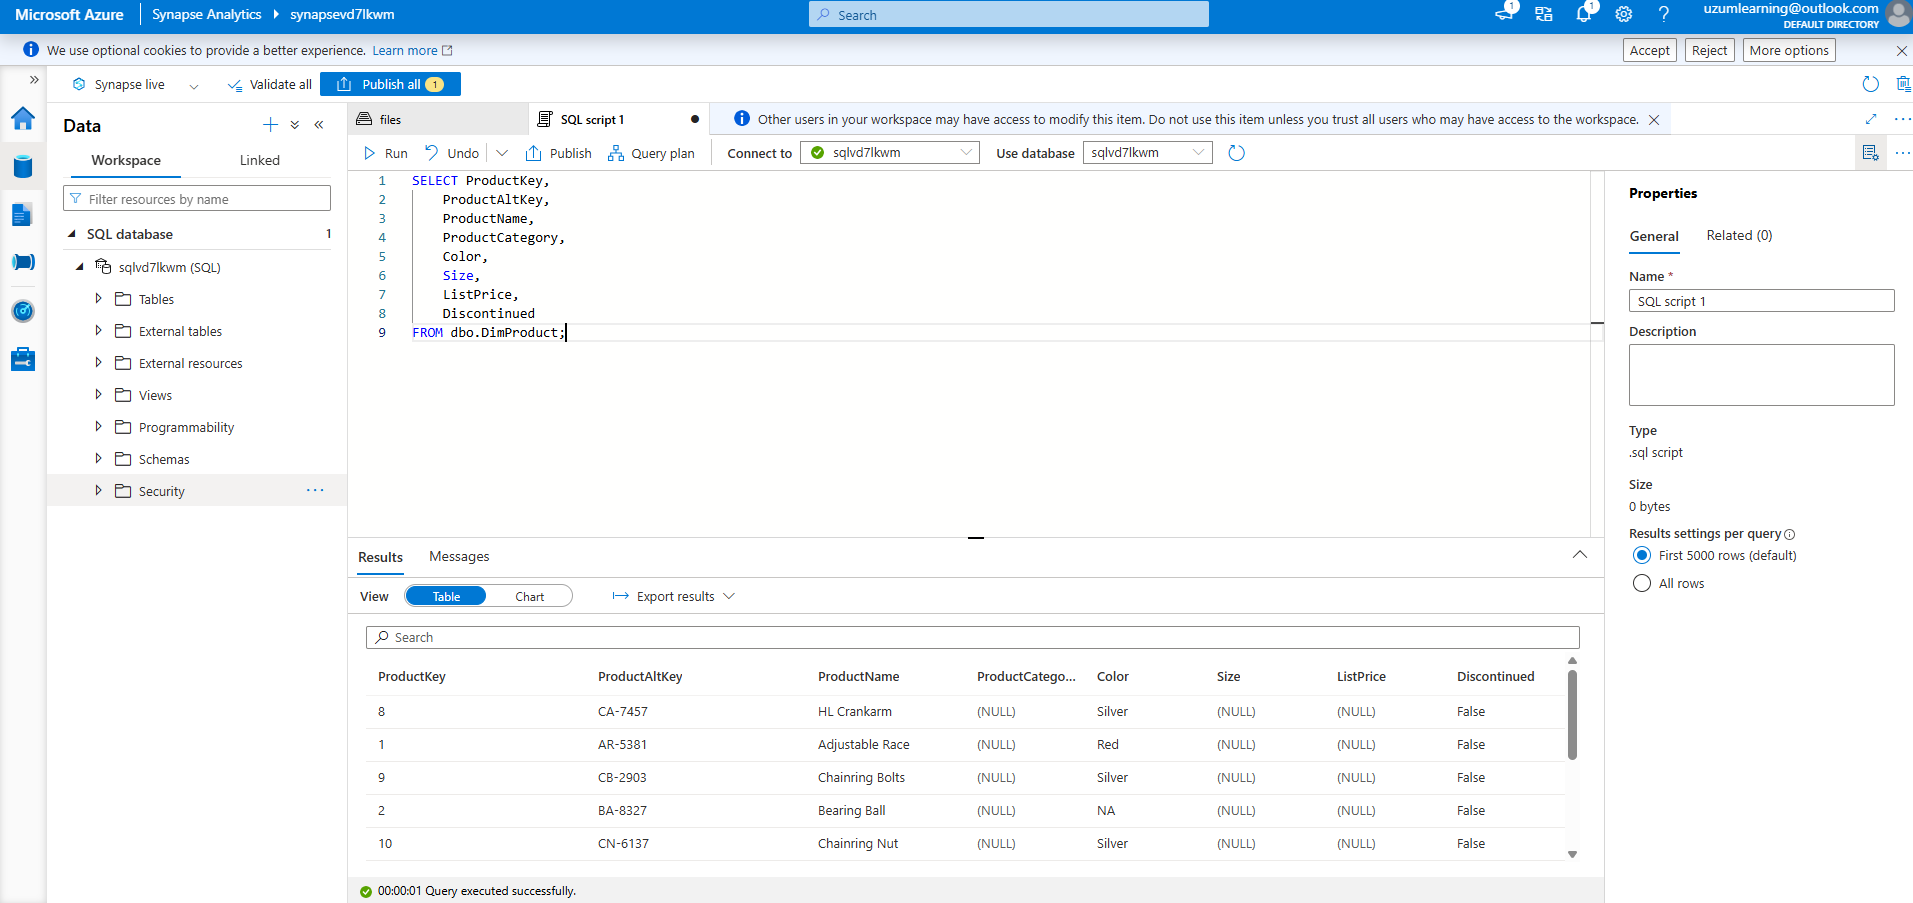 Microsoft Azure Synapse Analytics synapsevd7lkwm Search 1 1 uzumlearning@outlook.com
DEFAULT DIRECTORY
We use optional cookies to provide a better experience. Learn more Accept Reject More options
Synapse live Validate all Publish all 1
Data
Workspace Linked
Filter resources by name
SQL database 1
sqlvd7lkwm (SQL)
Tables
External tables
External resources
Views
Programmability
Schemas
Security
files SQL script 1 Other users in your workspace may have access to modify this item. Do not use this item unless you trust all users who may have access to the workspace.
Run Undo Publish Query plan Connect to sqlvd7lkwm Use database sqlvd7lkwm
1 SELECT ProductKey,
2 ProductAltKey,
3 ProductName,
4 ProductCategory,
5 Color,
6 Size,
7 ListPrice,
8 Discontinued
9 FROM dbo.DimProduct;
Results Messages
View Table Chart Export results
Search
ProductKey ProductAltKey ProductName ProductCatego... Color Size ListPrice Discontinued
8 CA-7457 HL Crankarm (NULL) Silver (NULL) (NULL) False
1 AR-5381 Adjustable Race (NULL) Red (NULL) (NULL) False
9 CB-2903 Chainring Bolts (NULL) Silver (NULL) (NULL) False
2 BA-8327 Bearing Ball (NULL) NA (NULL) (NULL) False
10 CN-6137 Chainring Nut (NULL) Silver (NULL) (NULL) False
00:00:01 Query executed successfully.
Properties
General Related (0)
Name *
SQL script 1
Description
Type
.sql script
Size
0 bytes
Results settings per query
First 5000 rows (default)
All rows